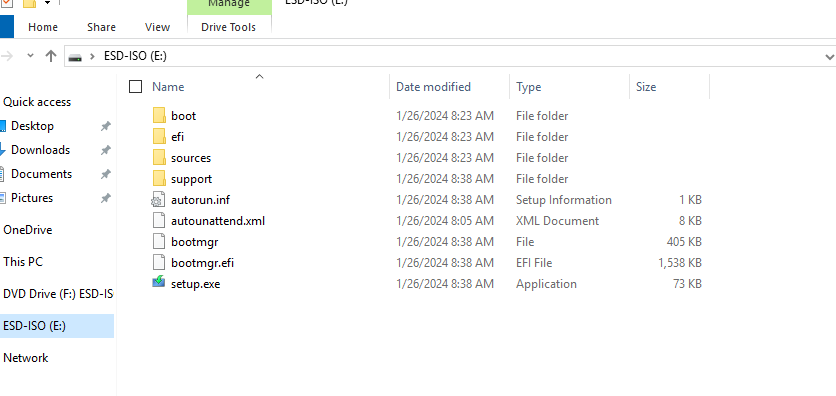 Manage
ESD-ISO (E:)
Home Share View Drive Tools
ESD-ISO (E:)
Name Date modified Type Size
Quick access
Desktop
Downloads
Documents
Pictures
OneDrive
This PC
DVD Drive (F:) ESD-IS
ESD-ISO (E:)
Network
boot 1/26/2024 8:23 AM File folder
efi 1/26/2024 8:23 AM File folder
sources 1/26/2024 8:23 AM File folder
support 1/26/2024 8:38 AM File folder
autorun.inf 1/26/2024 8:38 AM Setup Information 1 KB
autounattend.xml 1/26/2024 8:05 AM XML Document 8 KB
bootmgr 1/26/2024 8:38 AM File 405 KB
bootmgr.efi 1/26/2024 8:38 AM EFI File 1,538 KB
setup.exe 1/26/2024 8:38 AM Application 73 KB